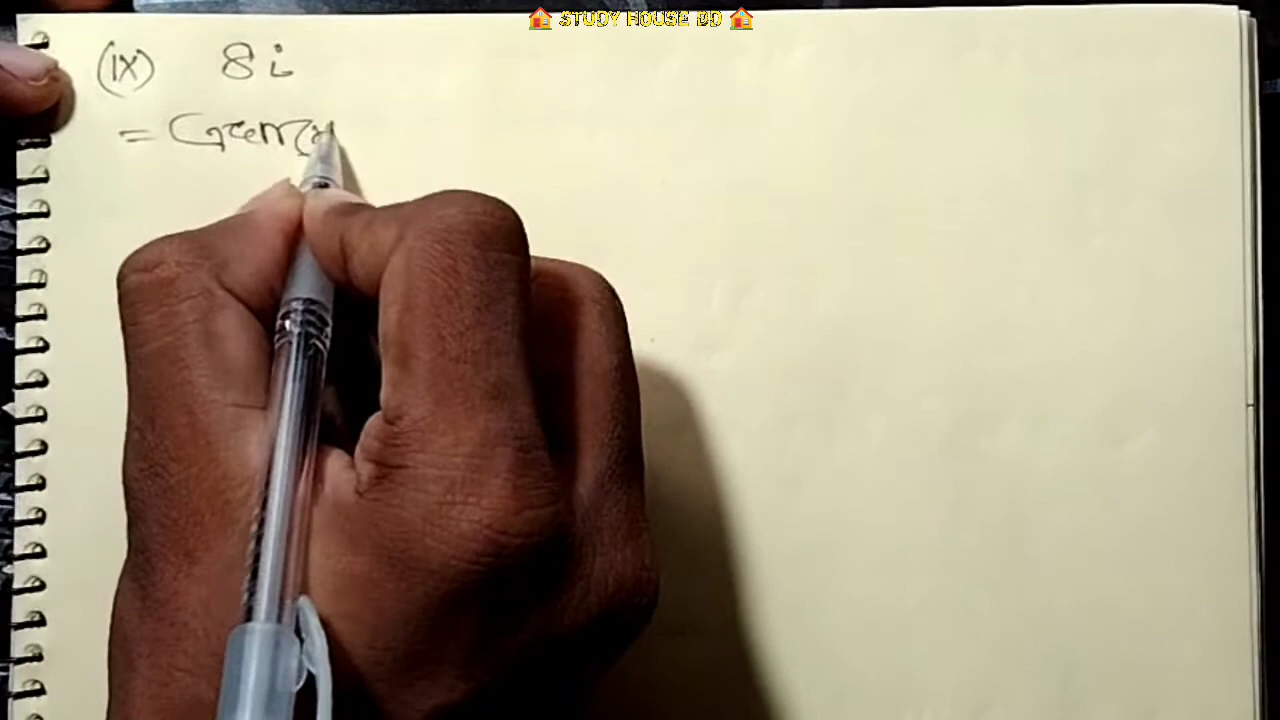 🏠 STUDY HOUSE BD 🏠
(ix) 8i
=